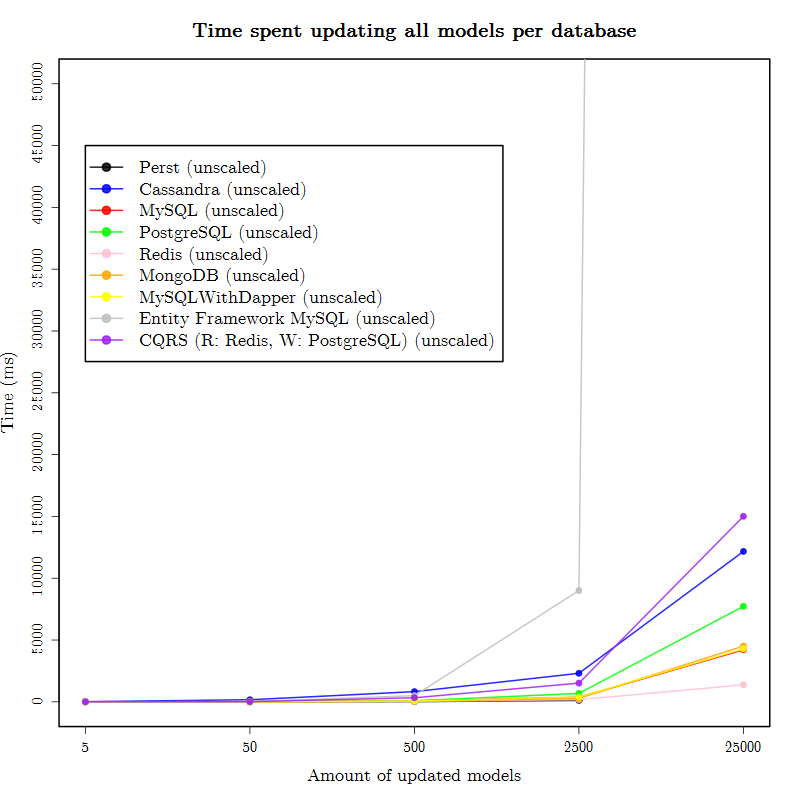 Time spent updating all models per database
Time (ms)
50000
45000
40000
35000
30000
25000
20000
15000
10000
5000
0
Perst (unscaled)
Cassandra (unscaled)
MySQL (unscaled)
PostgreSQL (unscaled)
Redis (unscaled)
MongoDB (unscaled)
MySQLWithDapper (unscaled)
Entity Framework MySQL (unscaled)
CQRS (R: Redis, W: PostgreSQL) (unscaled)
5 50 500 2500 25000
Amount of updated models